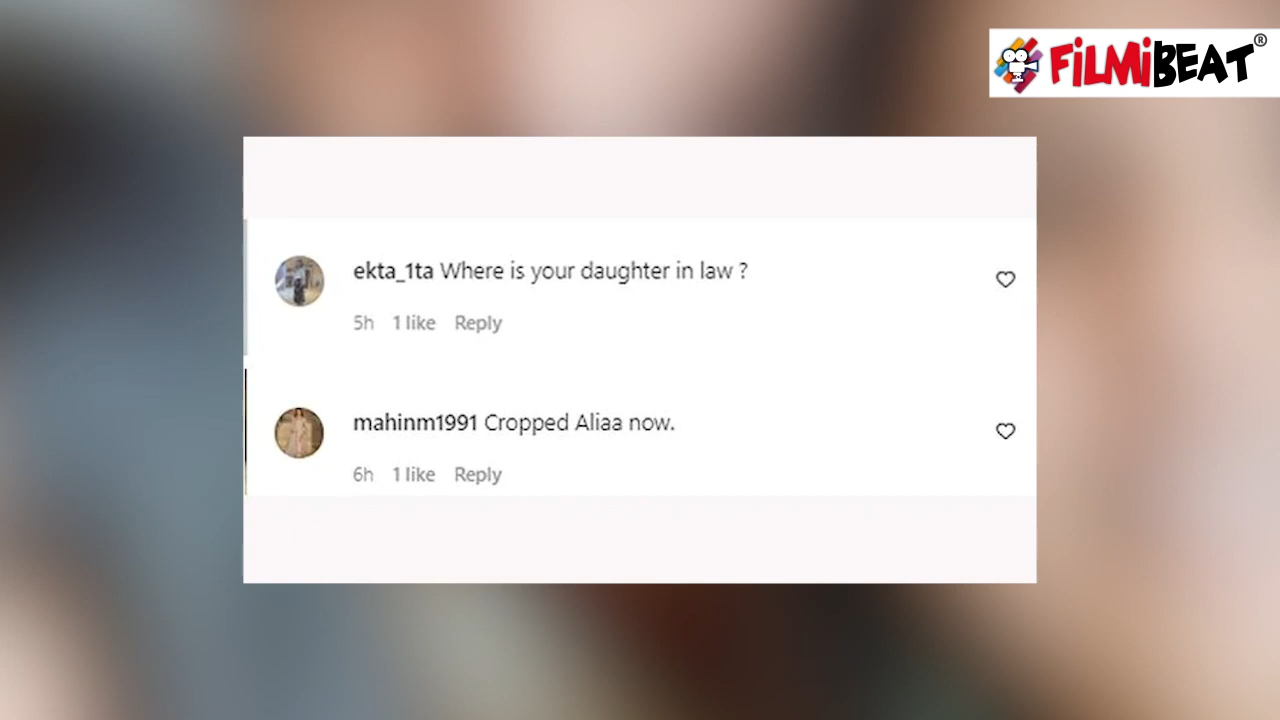 FiLMiBEAT®
ekta_1ta Where is your daughter in law ?
5h 1 like Reply
mahinm1991 Cropped Aliaa now.
6h 1 like Reply